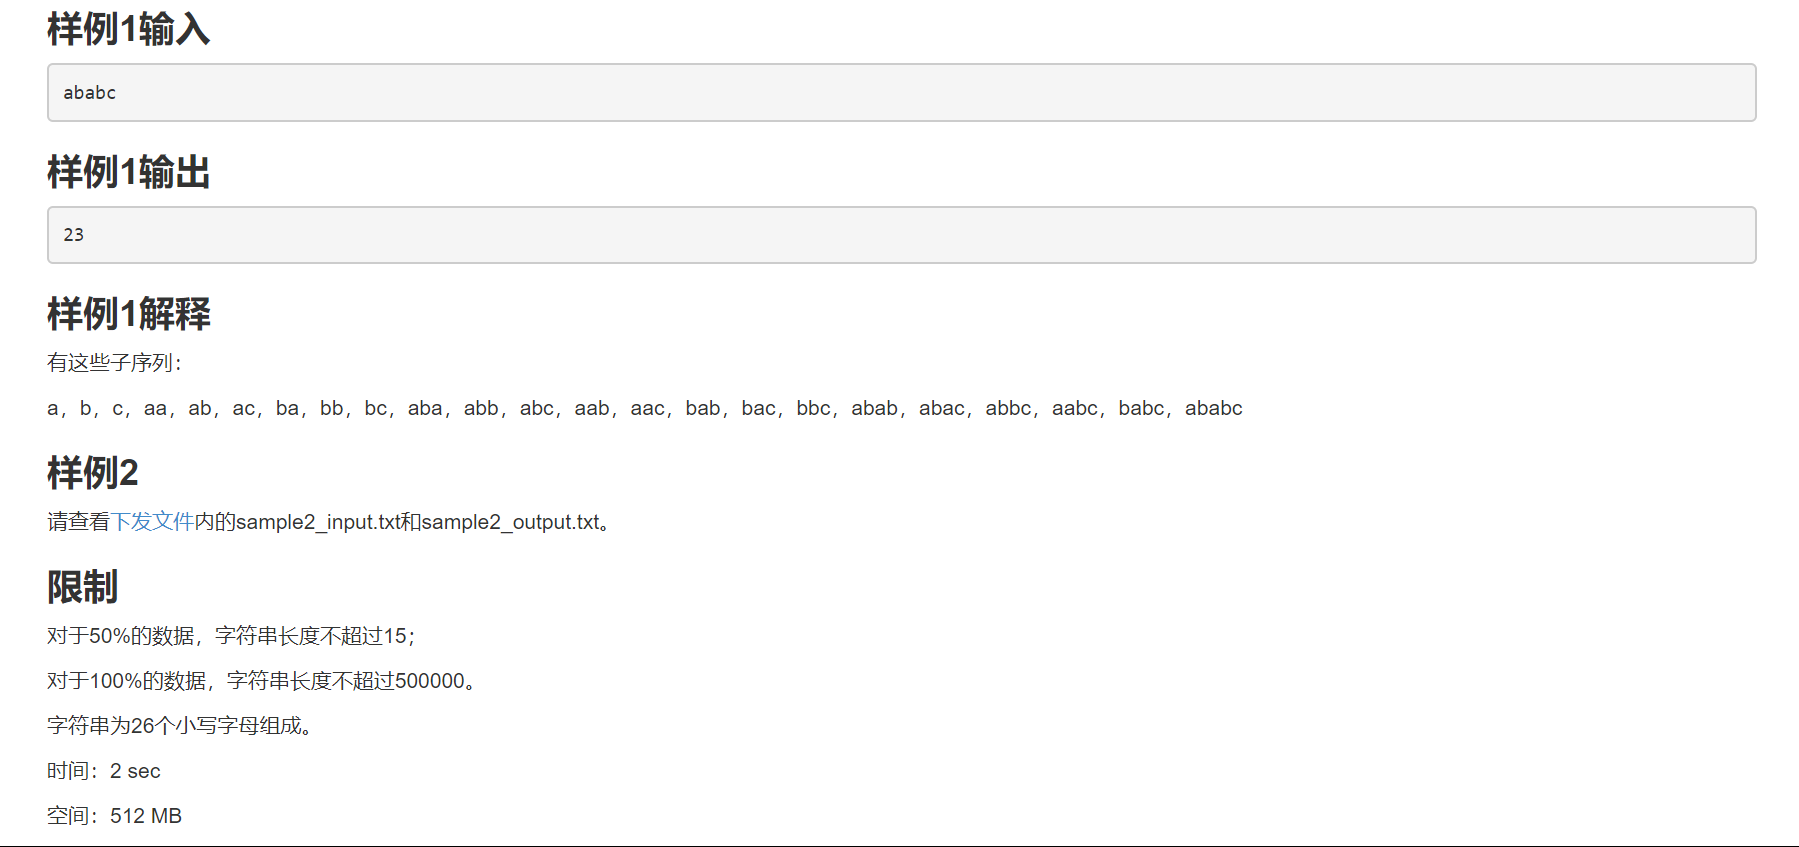 样例1输入
ababc
样例1输出
23
样例1解释
有这些子序列：
a，b，c，aa，ab，ac，ba，bb，bc，aba，abb，abc，aab，aac，bab，bac，bbc，abab，abac，abbc，aabc，babc，ababc
样例2
请查看下发文件内的sample2_input.txt和sample2_output.txt。
限制
对于50%的数据，字符串长度不超过15；
对于100%的数据，字符串长度不超过500000。
字符串为26个小写字母组成。
时间：2 sec
空间：512 MB